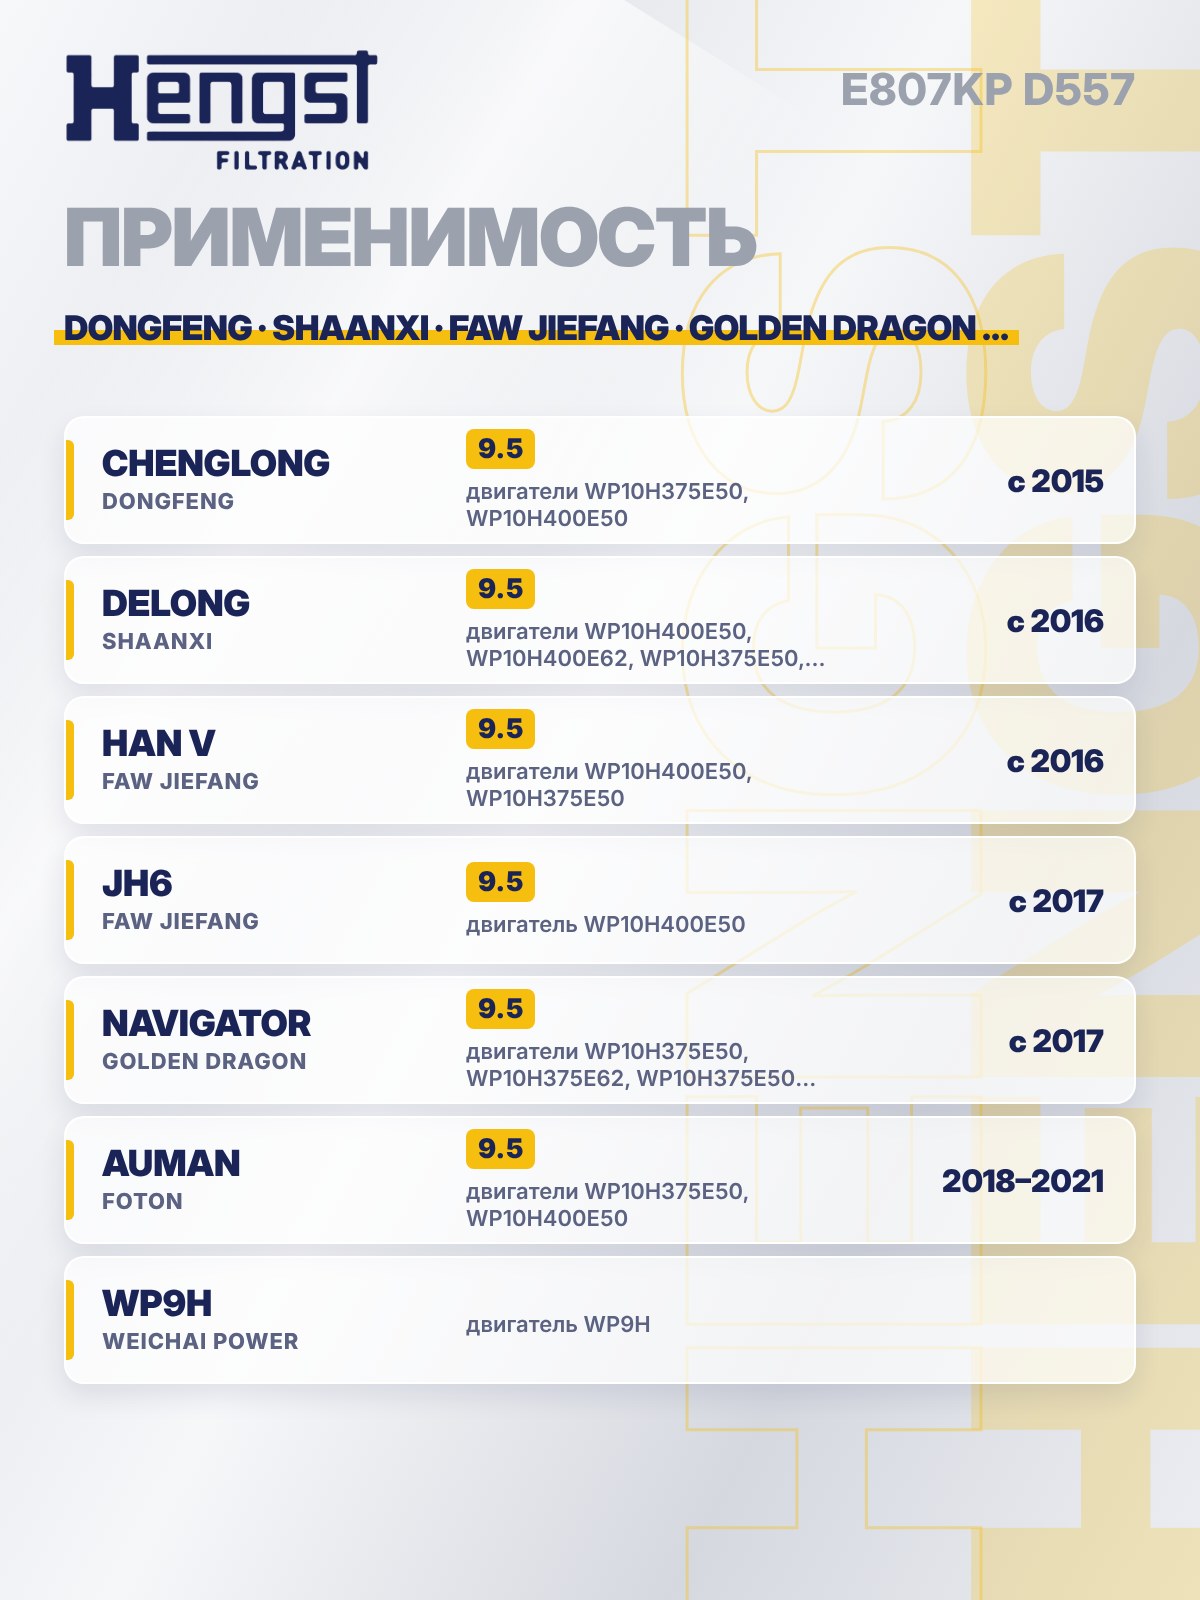 Hengst
FILTRATION
E807KP D557
ПРИМЕНИМОСТЬ
DONGFENG · SHAANXI · FAW JIEFANG · GOLDEN DRAGON ...
CHENGLONG
DONGFENG
9.5
двигатели WP10H375E50,
WP10H400E50
с 2015
DELONG
SHAANXI
9.5
двигатели WP10H400E50,
WP10H400E62, WP10H375E50,...
с 2016
HAN V
FAW JIEFANG
9.5
двигатели WP10H400E50,
WP10H375E50
с 2016
JH6
FAW JIEFANG
9.5
двигатель WP10H400E50
с 2017
NAVIGATOR
GOLDEN DRAGON
9.5
двигатели WP10H375E50,
WP10H375E62, WP10H375E50...
с 2017
AUMAN
FOTON
9.5
двигатели WP10H375E50,
WP10H400E50
2018–2021
WP9H
WEICHAI POWER
двигатель WP9H
HENGST
HENGST